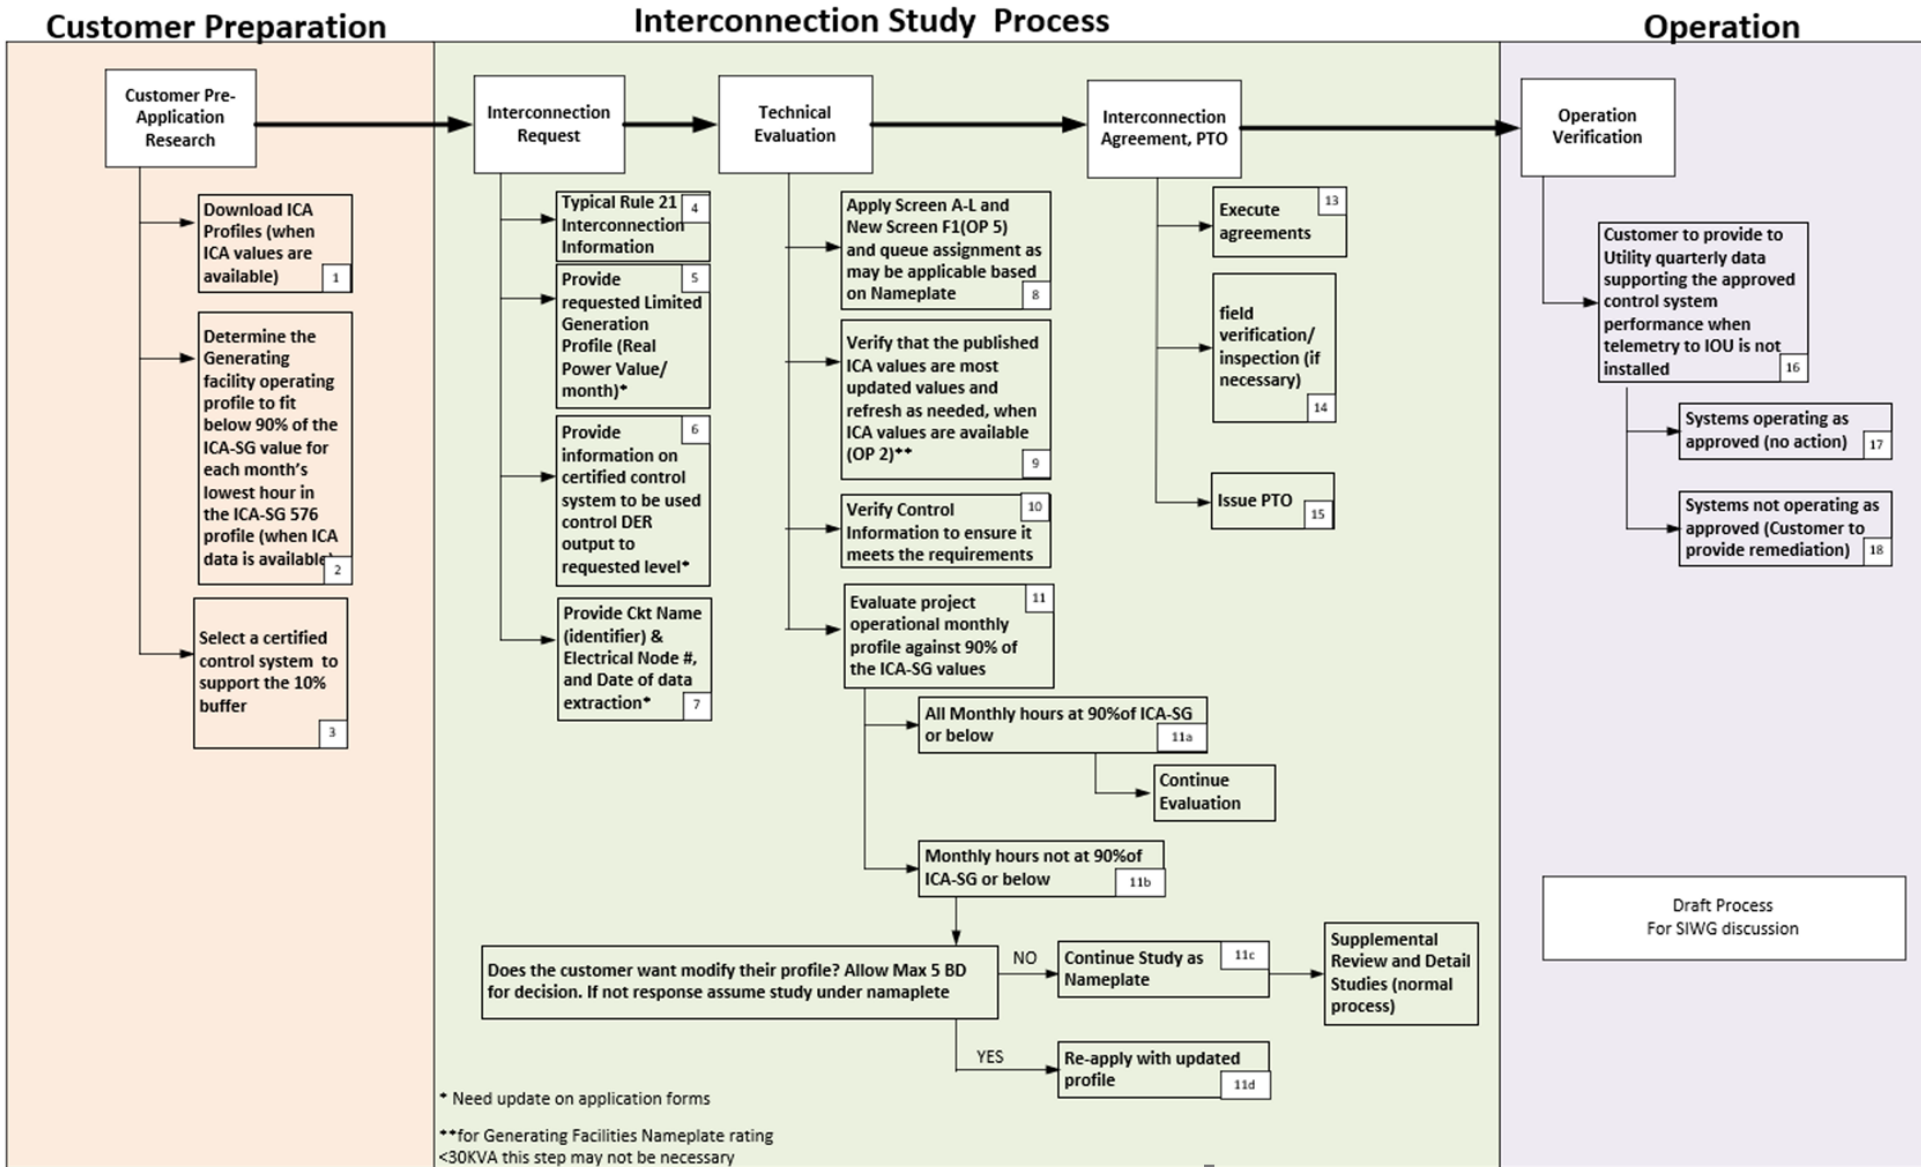 Customer Preparation
Interconnection Study Process
Operation
Customer Pre-
Application
Research
Interconnection
Request
Technical
Evaluation
Interconnection
Agreement, PTO
Operation
Verification
Download ICA
Profiles (when
ICA values are
available)
1
Determine the
Generating
facility operating
profile to fit
below 90% of the
ICA-SG value for
each month's
lowest hour in
the ICA-SG 576
profile (when ICA
data is available)
2
Select a certified
control system to
support the 10%
buffer
3
Typical Rule 21
4
Interconnection
Information
Provide
5
requested Limited
Generation
Profile (Real
Power Value/
month)*
Provide
6
information on
certified control
system to be used
control DER
output to
requested level*
Provide Ckt Name
(identifier) &
Electrical Node #,
and Date of data
extraction*
7
Apply Screen A-L and
New Screen F1(OP 5)
and queue assignment as
may be applicable based
on Nameplate
8
Verify that the published
ICA values are most
updated values and
refresh as needed, when
ICA values are available
(OP 2)**
9
Verify Control
10
Information to ensure it
meets the requirements
Evaluate project
11
operational monthly
profile against 90% of
the ICA-SG values
All Monthly hours at 90%of ICA-SG
or below
11a
Continue
Evaluation
Monthly hours not at 90%of
ICA-SG or below
11b
Does the customer want modify their profile? Allow Max 5 BD
for decision. If not response assume study under namaplete
NO
Continue Study as
Nameplate
11c
Supplemental
Review and Detail
Studies (normal
process)
YES
Re-apply with updated
profile
11d
* Need update on application forms
**for Generating Facilities Nameplate rating
<30KVA this step may not be necessary
Execute
agreements
13
field
verification/
inspection (if
necessary)
14
Issue PTO
15
Customer to provide to
Utility quarterly data
supporting the approved
control system
performance when
telemetry to IOU is not
installed
16
Systems operating as
approved (no action)
17
Systems not operating as
approved (Customer to
provide remediation)
18
Draft Process
For SIWG discussion